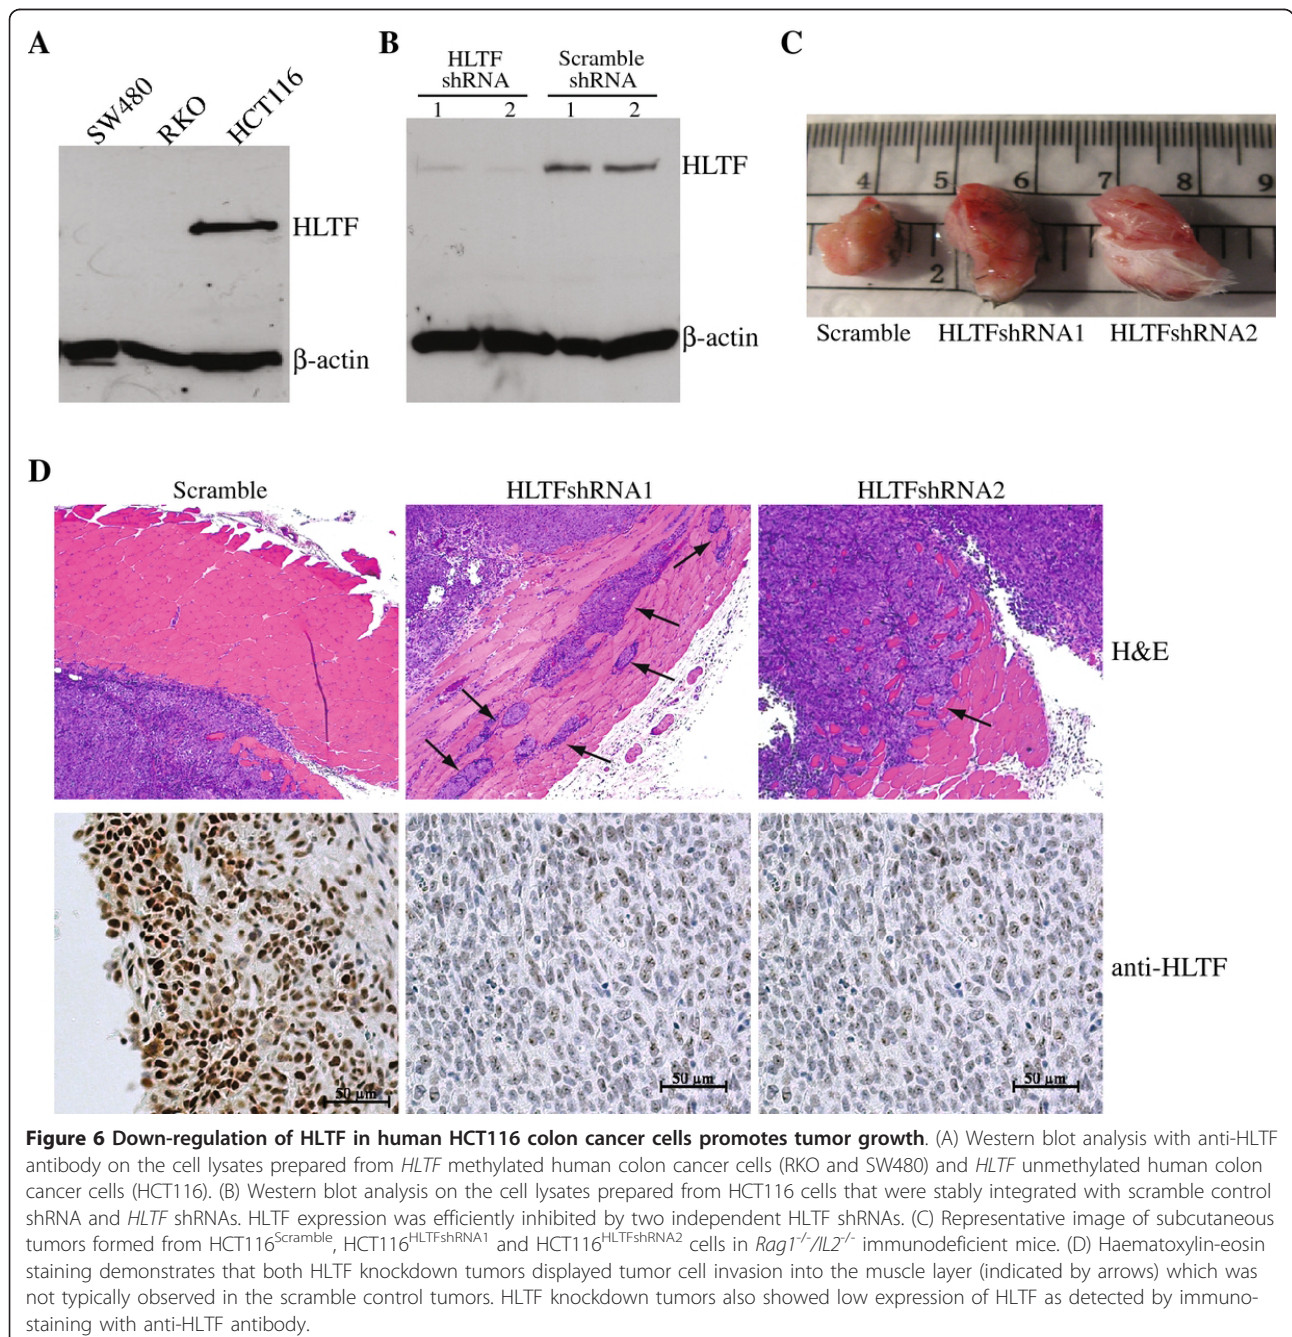 A
SW480
RKO
HCT116
HLTF
β-actin
B
HLTF
shRNA
Scramble
shRNA
1 2 1 2
HLTF
β-actin
C
4 5 6 7 8 9
2
Scramble HLTFshRNA1 HLTFshRNA2
D
Scramble HLTFshRNA1 HLTFshRNA2
H&E
anti-HLTF
50 µm 50 µm 50 µm
Figure 6 Down-regulation of HLTF in human HCT116 colon cancer cells promotes tumor growth. (A) Western blot analysis with anti-HLTF
antibody on the cell lysates prepared from HLTF methylated human colon cancer cells (RKO and SW480) and HLTF unmethylated human colon
cancer cells (HCT116). (B) Western blot analysis on the cell lysates prepared from HCT116 cells that were stably integrated with scramble control
shRNA and HLTF shRNAs. HLTF expression was efficiently inhibited by two independent HLTF shRNAs. (C) Representative image of subcutaneous
tumors formed from HCT116^Scramble, HCT116^HLTFshRNA1 and HCT116^HLTFshRNA2 cells in Rag1^-/-/IL2^-/- immunodeficient mice. (D) Haematoxylin-eosin
staining demonstrates that both HLTF knockdown tumors displayed tumor cell invasion into the muscle layer (indicated by arrows) which was
not typically observed in the scramble control tumors. HLTF knockdown tumors also showed low expression of HLTF as detected by immuno-
staining with anti-HLTF antibody.